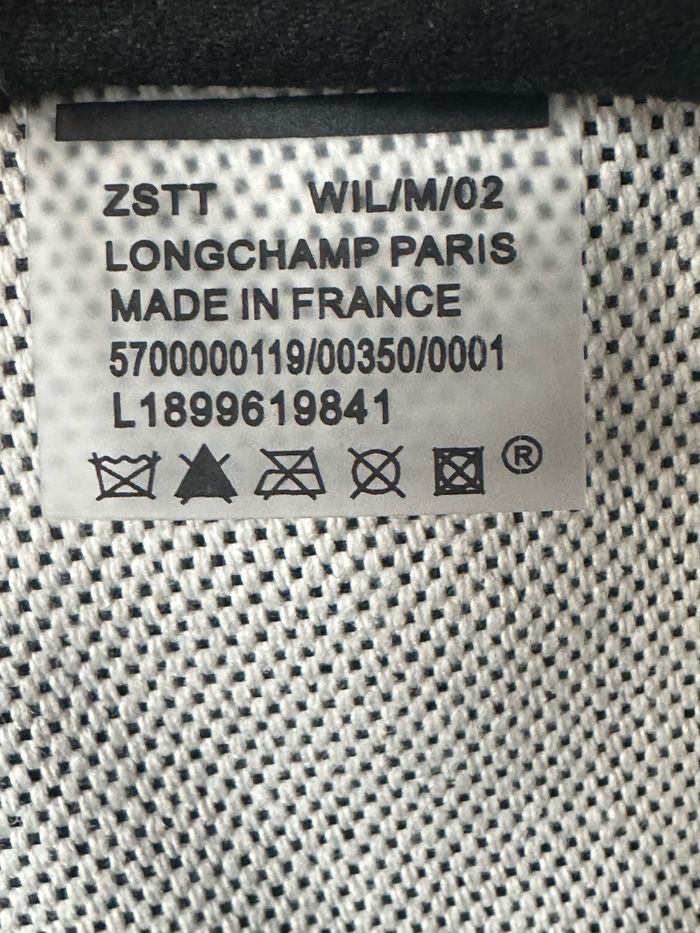 ZSTT WIL/M/02
LONGCHAMP PARIS
MADE IN FRANCE
5700000119/00350/0001
L1899619841
®